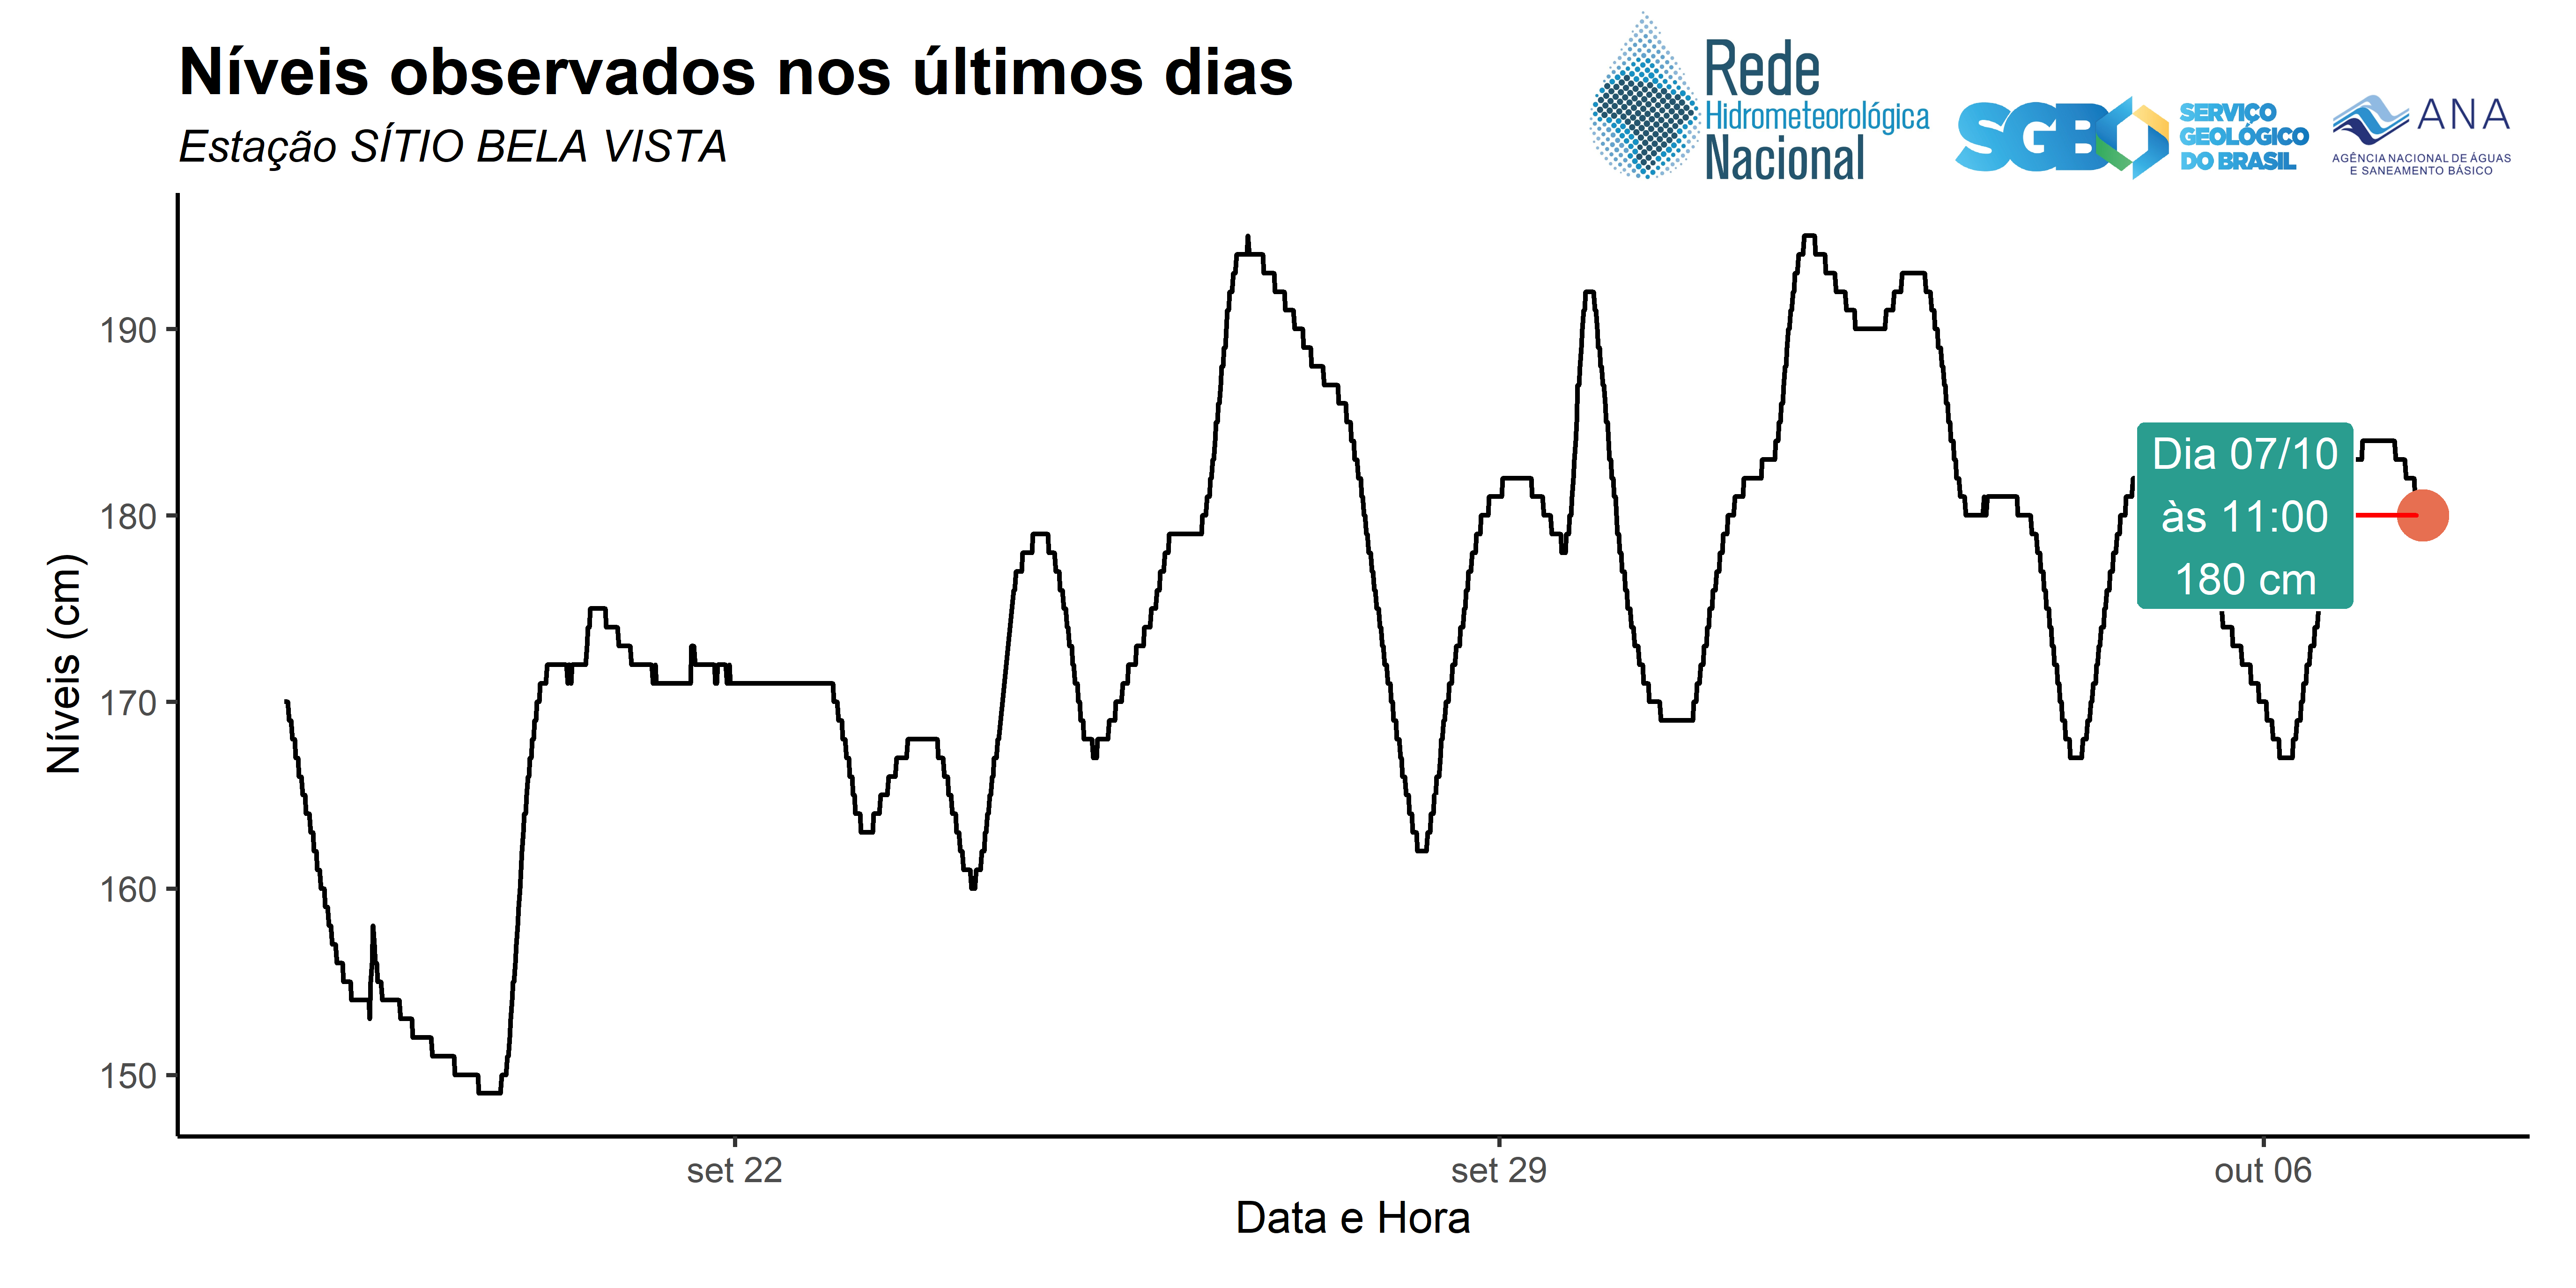 Níveis observados nos últimos dias
Estação SÍTIO BELA VISTA
Rede
Hidrometeorológica
Nacional
SGB
SERVIÇO
GEOLÓGICO
DO BRASIL
ANA
AGÊNCIA NACIONAL DE ÁGUAS
E SANEAMENTO BÁSICO
Níveis (cm)
190
180
170
160
150
Dia 07/10
às 11:00
180 cm
set 22
set 29
out 06
Data e Hora